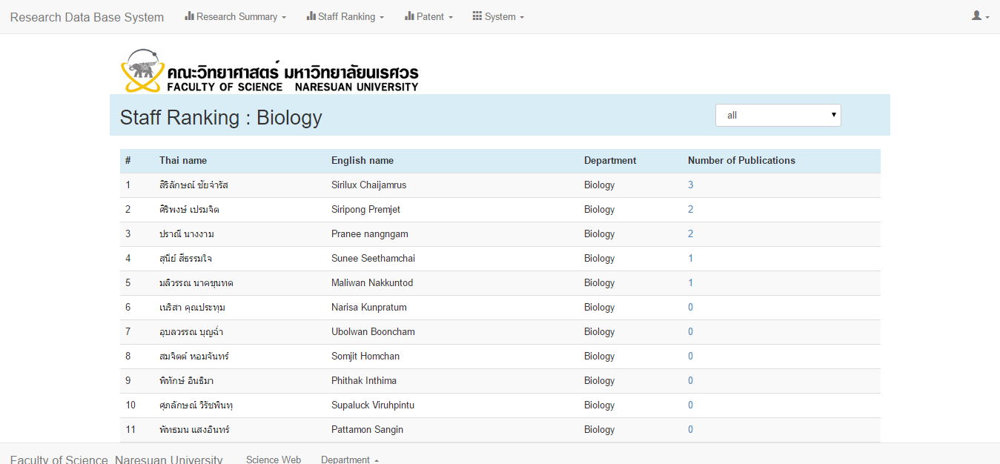 Research Data Base System Research Summary Staff Ranking Patent System
คณะวิทยาศาสตร์ มหาวิทยาลัยนเรศวร
FACULTY OF SCIENCE NARESUAN UNIVERSITY
Staff Ranking : Biology all
# Thai name English name Department Number of Publications
1 สิริลักษณ์ ชัยจำรัส Sirilux Chaijamrus Biology 3
2 ศิริพงษ์ เปรมจิต Siripong Premjet Biology 2
3 ปราณี นางงาม Pranee nangngam Biology 2
4 สุนีย์ สีธรรมใจ Sunee Seethamchai Biology 1
5 มลิวรรณ นาคขุนทด Maliwan Nakkuntod Biology 1
6 เนริสา คุณประทุม Narisa Kunpratum Biology 0
7 อุบลวรรณ บุญฉ่ำ Ubolwan Booncham Biology 0
8 สมจิตต์ หอมจันทร์ Somjit Homchan Biology 0
9 พิทักษ์ อินธิมา Phithak Inthima Biology 0
10 ศุภลักษณ์ วิรัชพินทุ Supaluck Viruhpintu Biology 0
11 พัทธมน แสงอินทร์ Pattamon Sangin Biology 0
Faculty of Science Naresuan University Science Web Department